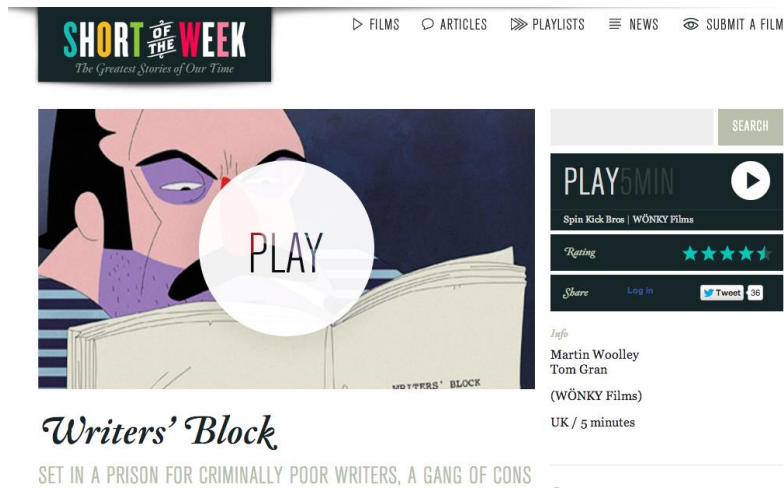 SHORT OF THE WEEK
The Greatest Stories of Our Time
FILMS ARTICLES PLAYLISTS NEWS SUBMIT A FILM
SEARCH
PLAY
PLAY5MIN
Spin Kick Bros | WÖNKY Films
Rating
Share Log in Tweet 36
WRITERS' BLOCK
Info
Martin Woolley
Tom Gran
(WÖNKY Films)
UK / 5 minutes
Writers' Block
SET IN A PRISON FOR CRIMINALLY POOR WRITERS, A GANG OF CONS